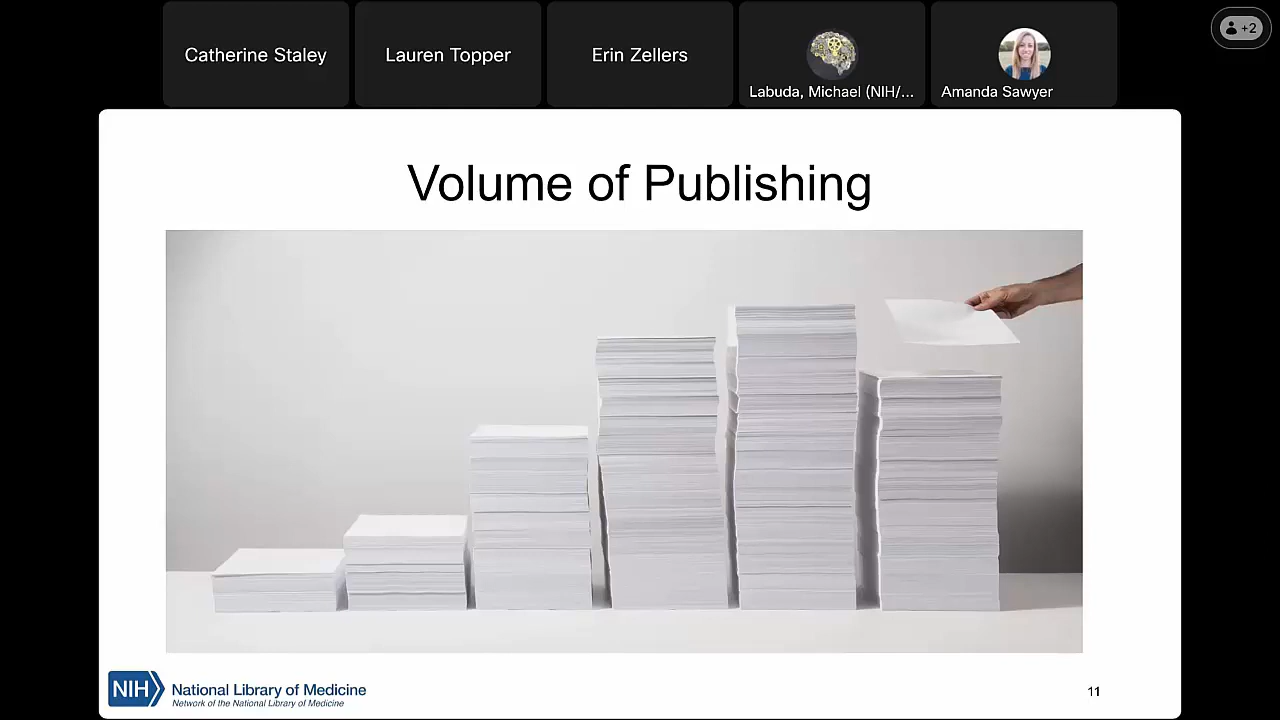 Catherine Staley
Lauren Topper
Erin Zellers
Labuda, Michael (NIH/...
Amanda Sawyer
+2
Volume of Publishing
NIH
National Library of Medicine
Network of the National Library of Medicine
11